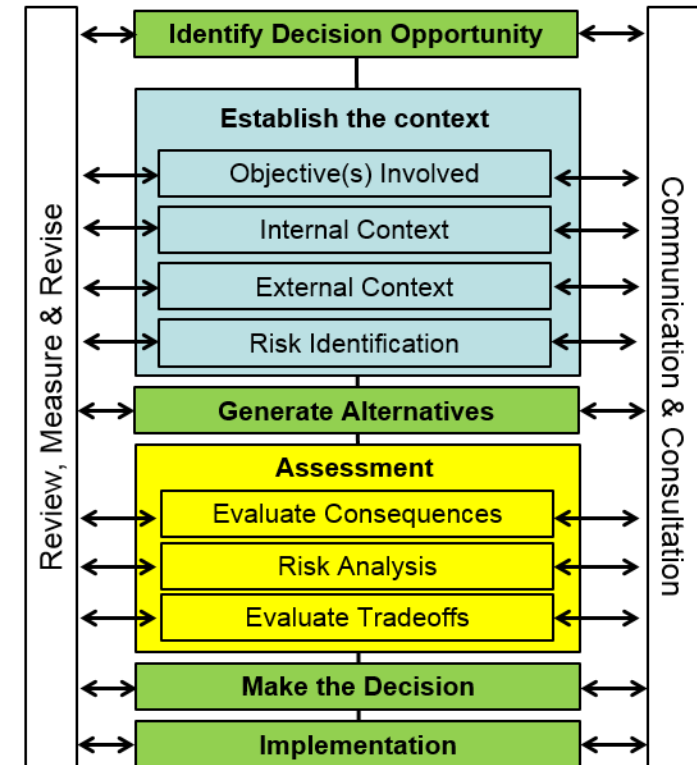 Identify Decision Opportunity
Establish the context
Objective(s) Involved
Internal Context
External Context
Risk Identification
Generate Alternatives
Assessment
Evaluate Consequences
Risk Analysis
Evaluate Tradeoffs
Make the Decision
Implementation
Review, Measure & Revise
Communication & Consultation